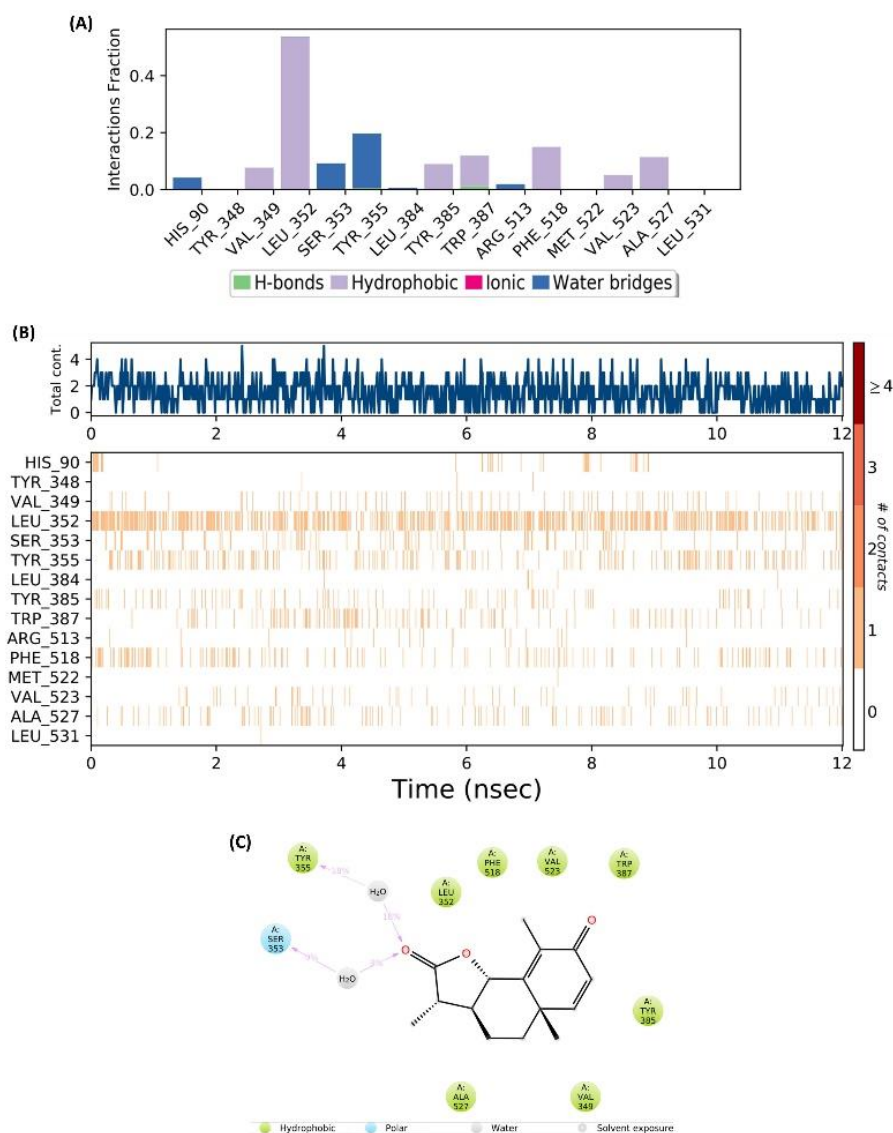 (A)
Interactions Fraction
0.4
0.2
0.0
HIS_90
TYR_348
VAL_349
LEU_352
SER_353
TYR_355
LEU_384
TYR_385
TRP_387
ARG_513
PHE_518
MET_522
VAL_523
ALA_527
LEU_531
H-bonds Hydrophobic Ionic Water bridges
(B)
Total cont.
4
2
0
0 2 4 6 8 10 12
HIS_90
TYR_348
VAL_349
LEU_352
SER_353
TYR_355
LEU_384
TYR_385
TRP_387
ARG_513
PHE_518
MET_522
VAL_523
ALA_527
LEU_531
0 2 4 6 8 10 12
Time (nsec)
≥4
3
2
1
0
# of contacts
(C)
A:
TYR
355
18%
H₂O
A:
LEU
352
A:
PHE
518
A:
VAL
523
A:
TRP
387
A:
SER
353
H₂O
O
O
O
A:
TYR
385
A:
ALA
527
A:
VAL
349
Hydrophobic Polar Water Solvent exposure